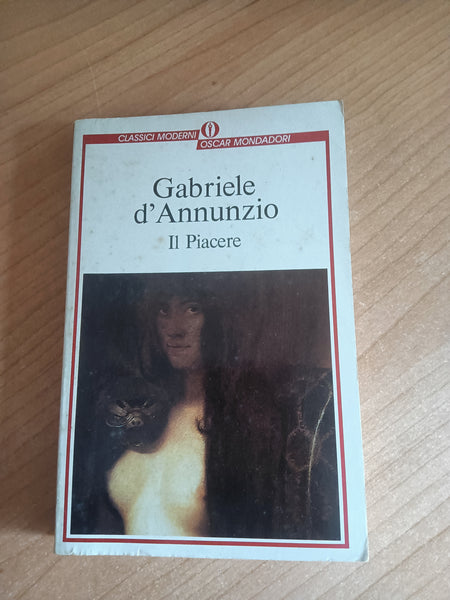 CLASSICI MODERNI OSCAR MONDADORI
Gabriele
d'Annunzio
Il Piacere